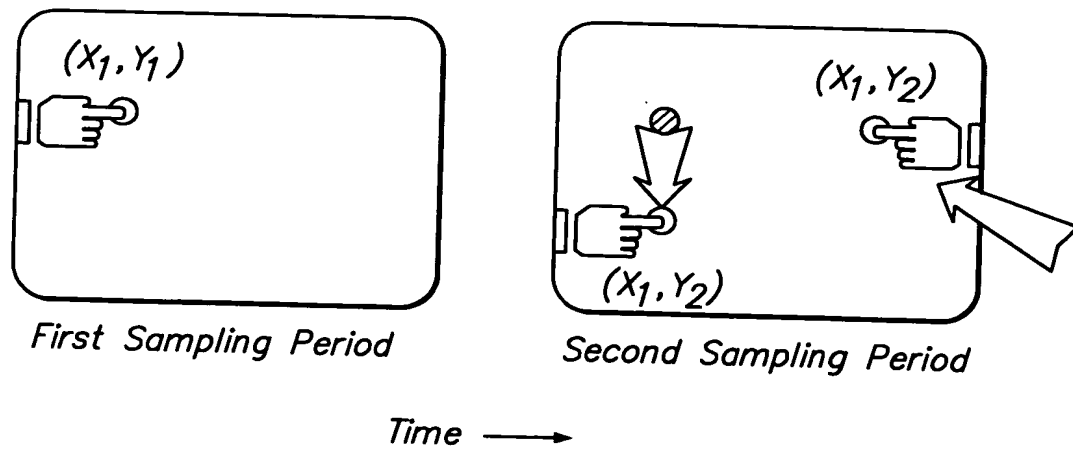 (X1, Y1)
First Sampling Period
(X1, Y2)
(X1, Y2)
Second Sampling Period
Time